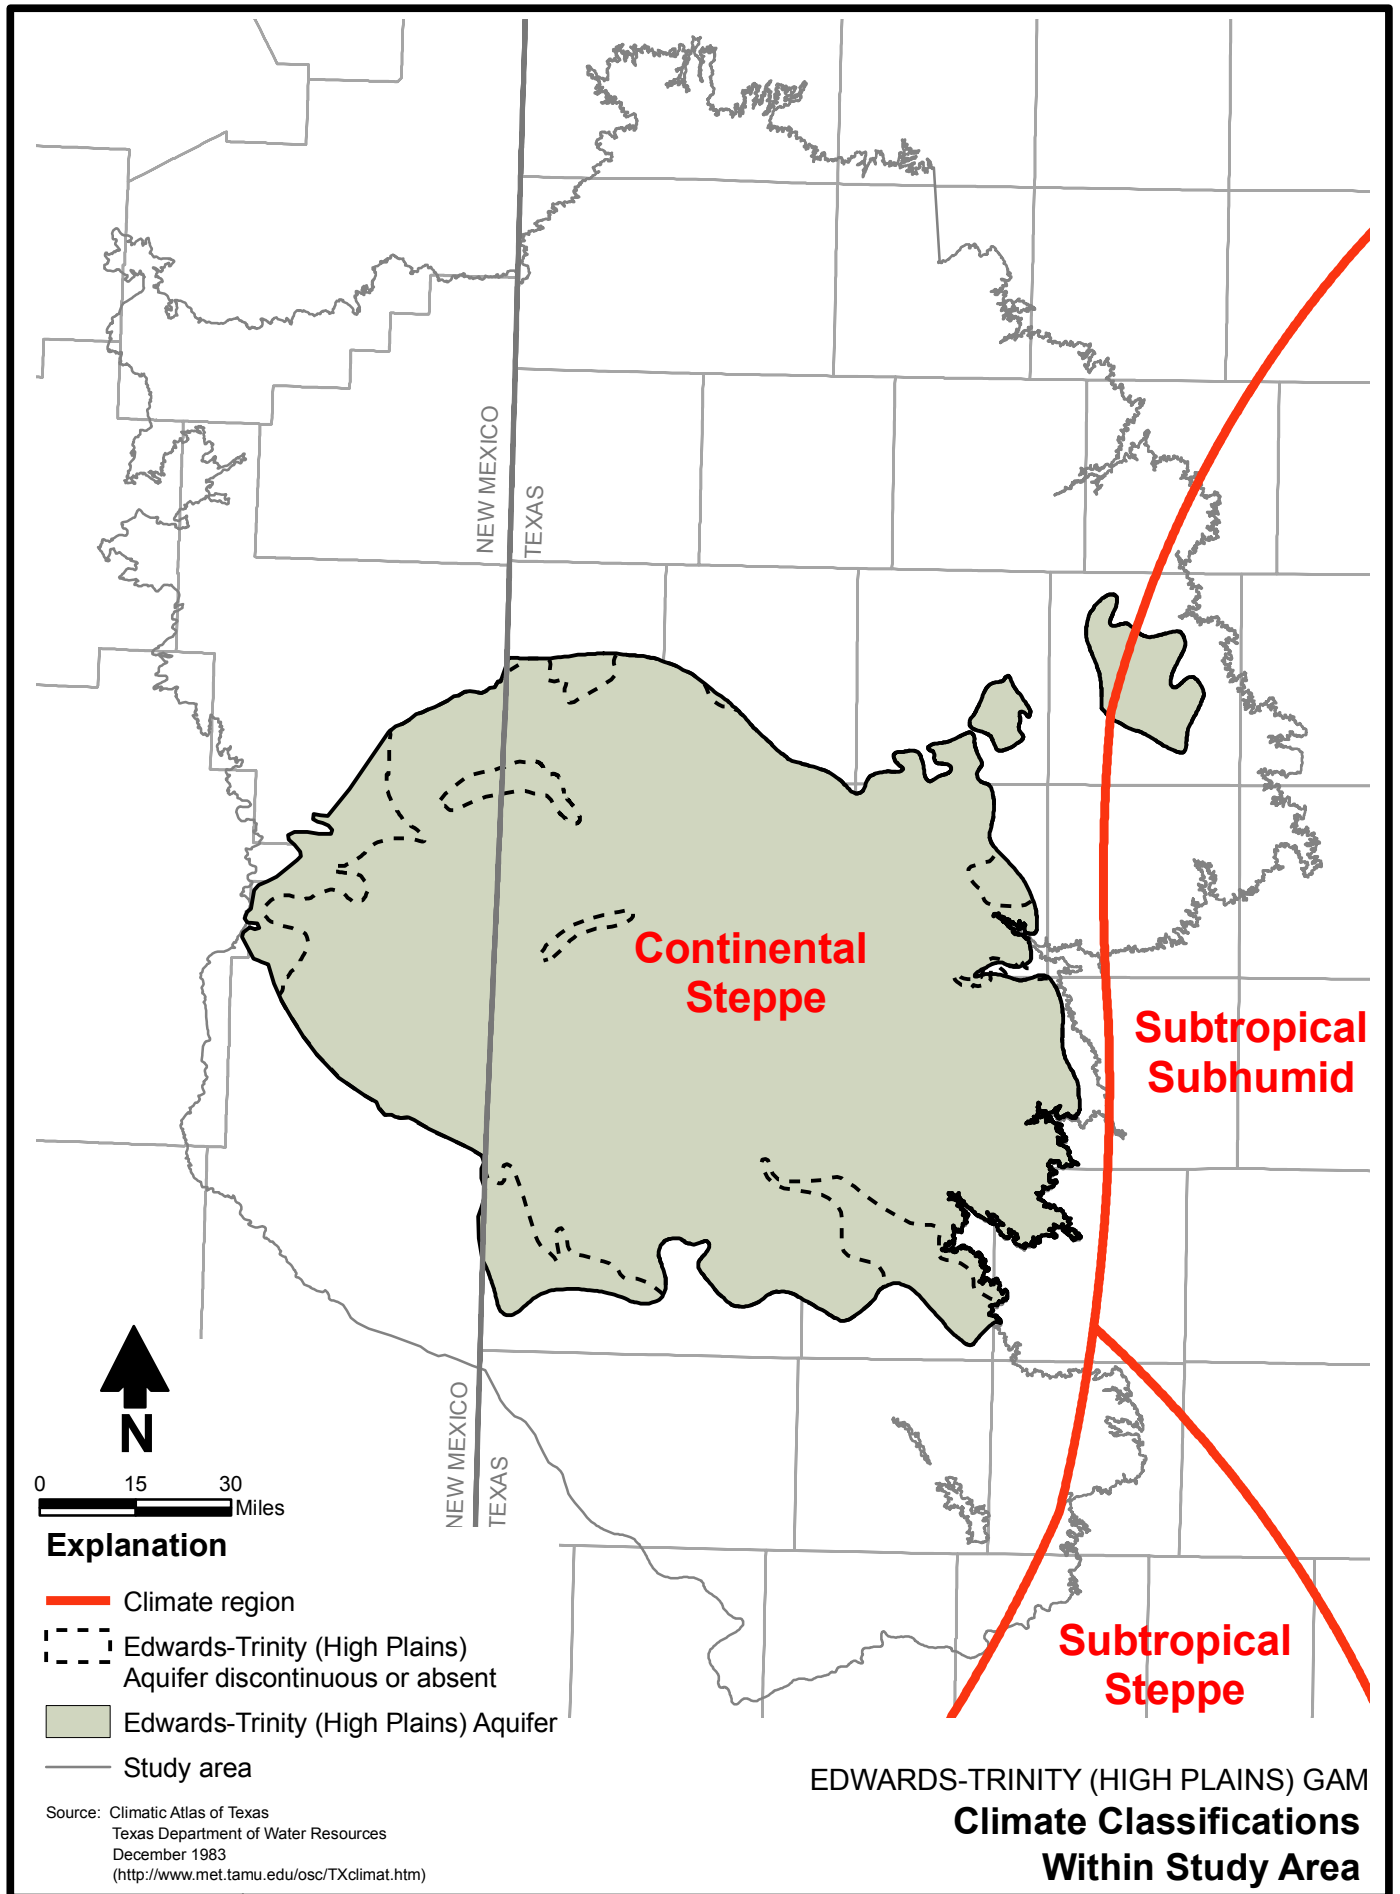 NEW MEXICO
TEXAS
Continental
Steppe
Subtropical
Subhumid
N
0 15 30
Miles
NEW MEXICO
TEXAS
Explanation
Climate region
Edwards-Trinity (High Plains)
Aquifer discontinuous or absent
Edwards-Trinity (High Plains) Aquifer
Study area
Subtropical
Steppe
Source: Climatic Atlas of Texas
Texas Department of Water Resources
December 1983
(http://www.met.tamu.edu/osc/TXclimat.htm)
EDWARDS-TRINITY (HIGH PLAINS) GAM
Climate Classifications
Within Study Area